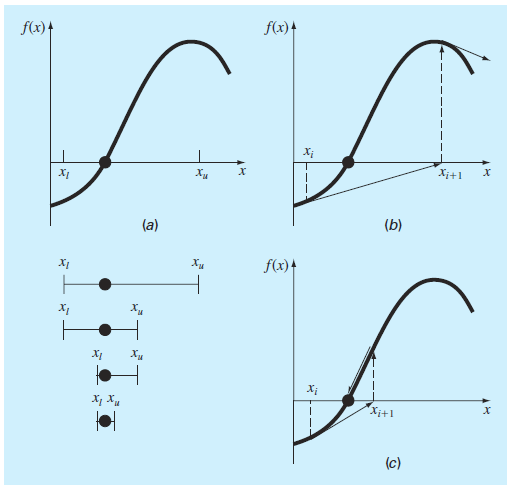 f(x)
x_l
x_u
x
(a)
f(x)
x_i
x_{i+1}
x
(b)
x_l
x_u
x_l
x_u
x_l
x_u
x_l
x_u
f(x)
x_i
x_{i+1}
x
(c)